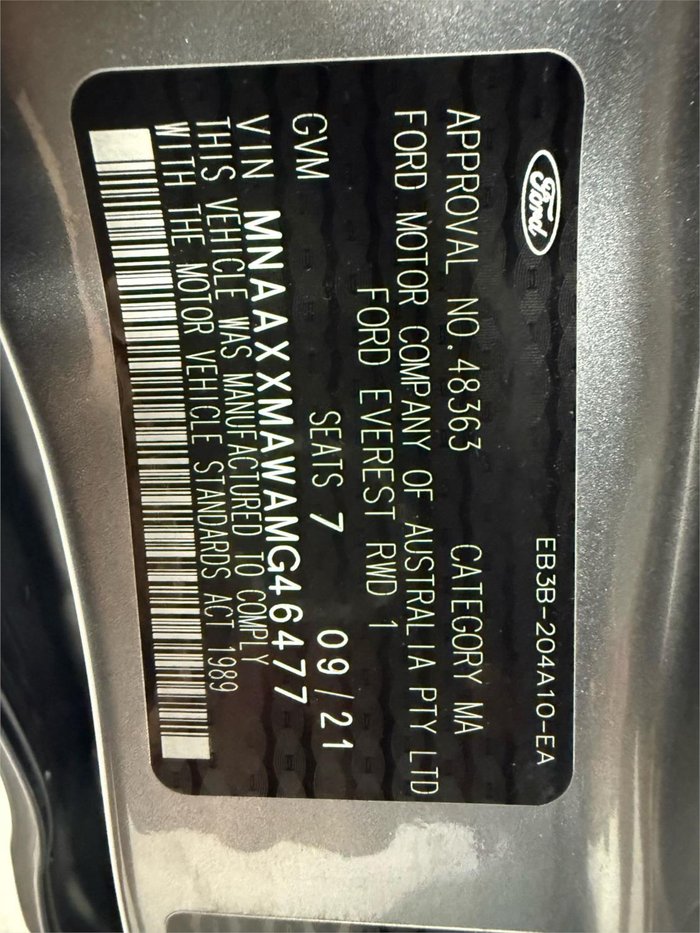 Ford
EB3B-204A10-EA
APPROVAL NO. 48363 CATEGORY MA
FORD MOTOR COMPANY OF AUSTRALIA PTY LTD
FORD EVEREST RWD 1
GVM SEATS 7 09/21
VIN MNAAXXMAWAMG46477
THIS VEHICLE WAS MANUFACTURED TO COMPLY
WITH THE MOTOR VEHICLE STANDARDS ACT 1989